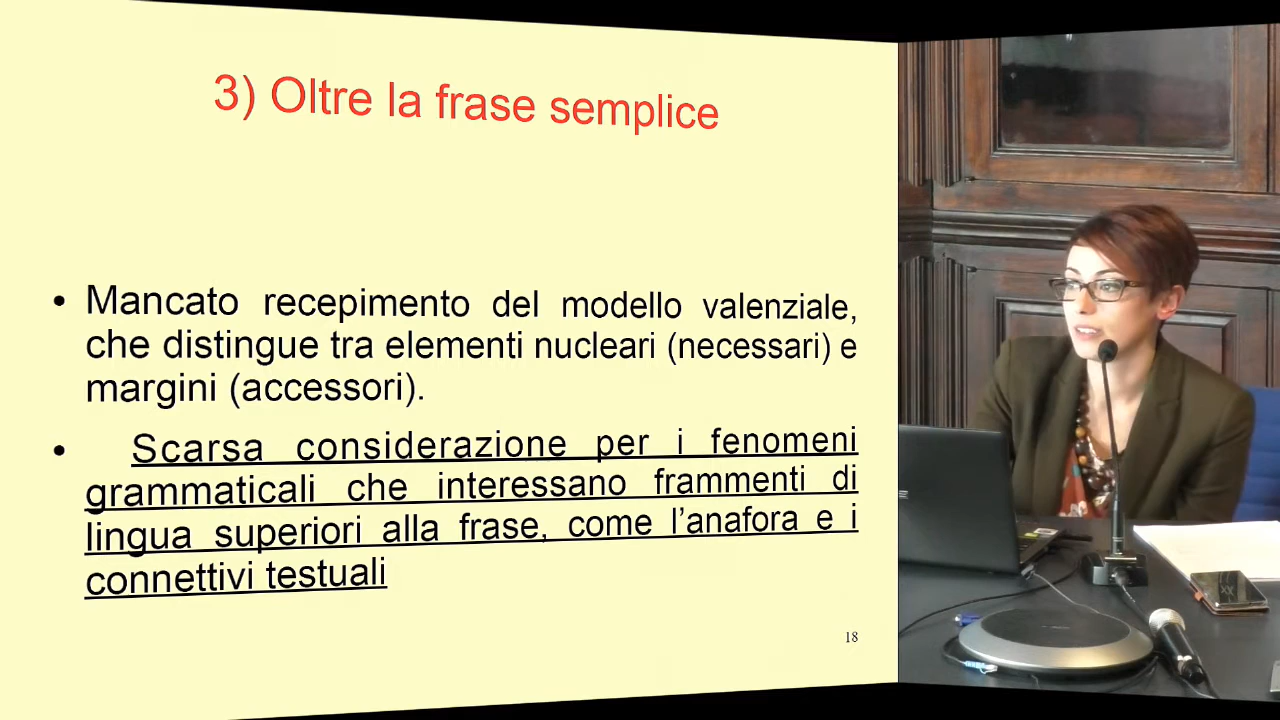 3) Oltre la frase semplice
• Mancato recepimento del modello valenziale,
che distingue tra elementi nucleari (necessari) e
margini (accessori).
• Scarsa considerazione per i fenomeni
grammaticali che interessano frammenti di
lingua superiori alla frase, come l'anafora e i
connettivi testuali
18